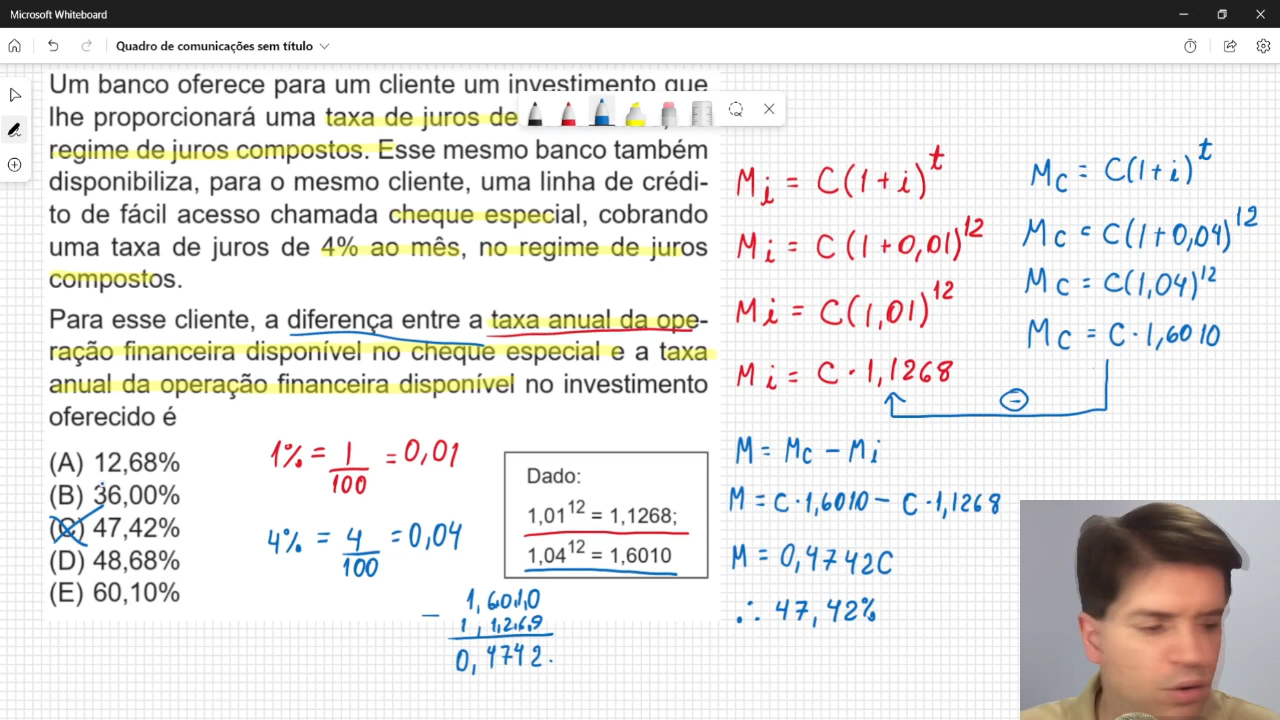 Microsoft Whiteboard
Quadro de comunicações sem título
Um banco oferece para um cliente um investimento que
lhe proporcionará uma taxa de juros de
regime de juros compostos. Esse mesmo banco também
disponibiliza, para o mesmo cliente, uma linha de crédi-
to de fácil acesso chamada cheque especial, cobrando
uma taxa de juros de 4% ao mês, no regime de juros
compostos.
Para esse cliente, a diferença entre a taxa anual da ope-
ração financeira disponível no cheque especial e a taxa
anual da operação financeira disponível no investimento
oferecido é
(A) 12,68%
(B) 36,00%
(C) 47,42%
(D) 48,68%
(E) 60,10%
1% = 1/100 = 0,01
4% = 4/100 = 0,04
Dado:
1,01^12 = 1,1268;
1,04^12 = 1,6010
1,6010
− 1,1269
0,4742.
Mi = C(1+i)^t
Mi = C(1+0,01)^12
Mi = C(1,01)^12
Mi = C·1,1268
Mc = C(1+i)^t
Mc = C(1+0,04)^12
Mc = C(1,04)^12
Mc = C·1,6010
−
M = Mc − Mi
M = C·1,6010 − C·1,1268
M = 0,4742C
∴ 47,42%